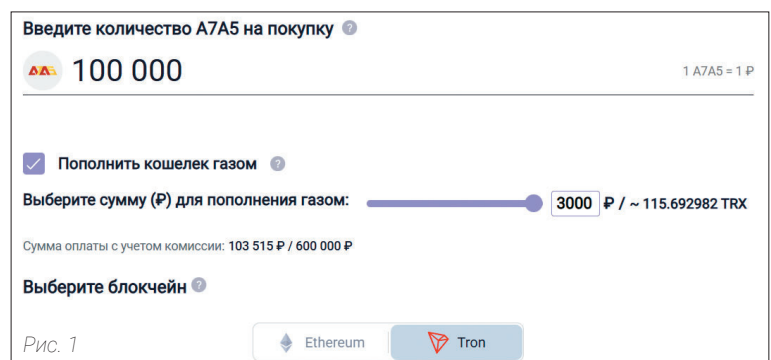 Введите количество A7A5 на покупку ?
A7A5 100 000 1 A7A5 = 1 ₽
Пополнить кошелек газом ?
Выберите сумму (₽) для пополнения газом: 3000 ₽ / ~ 115.692982 TRX
Сумма оплаты с учетом комиссии: 103 515 ₽ / 600 000 ₽
Выберите блокчейн ?
Рис. 1 Ethereum Tron